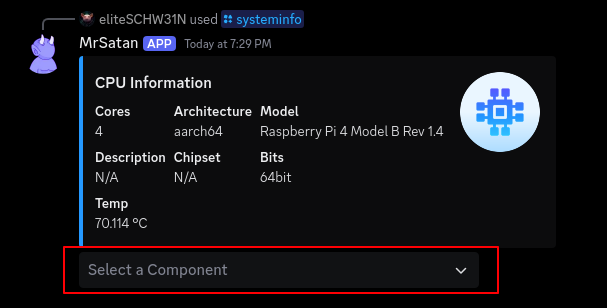 eliteSCHW31N used systeminfo
MrSatan APP Today at 7:29 PM
CPU Information
Cores Architecture Model
4 aarch64 Raspberry Pi 4 Model B Rev 1.4
Description Chipset Bits
N/A N/A 64bit
Temp
70.114 ºC
Select a Component